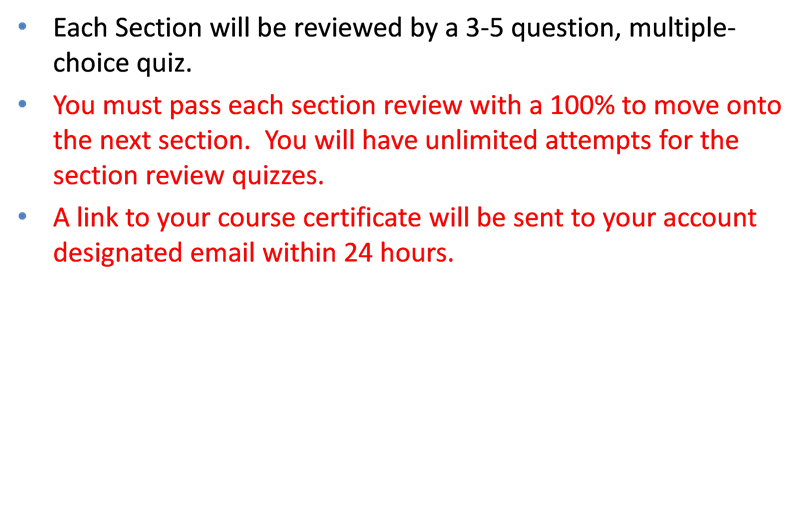 • Each Section will be reviewed by a 3-5 question, multiple-
choice quiz.
• You must pass each section review with a 100% to move onto
the next section.  You will have unlimited attempts for the
section review quizzes.
• A link to your course certificate will be sent to your account
designated email within 24 hours.